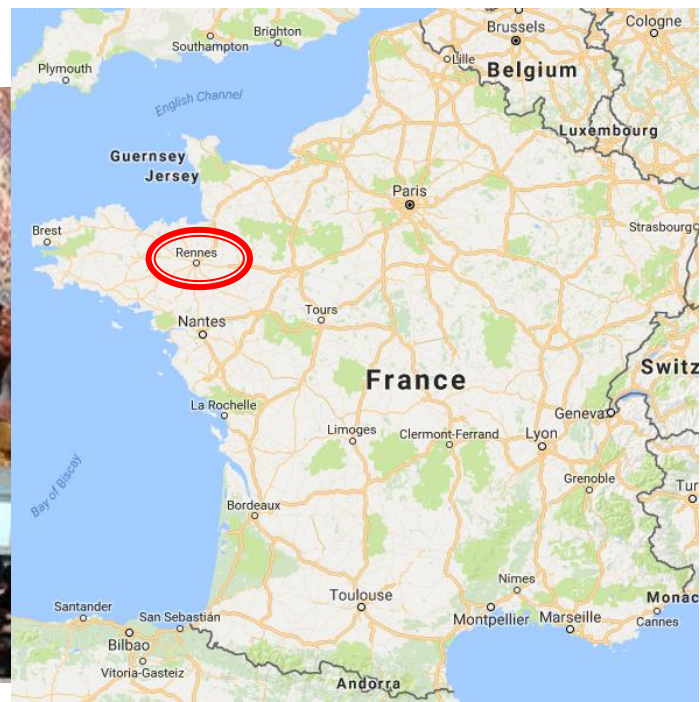 Brighton
Brussels
Cologne
Southampton
Lille
Plymouth
Belgium
English Channel
Luxembourg
Guernsey
Jersey
Paris
Brest
Strasbourg
Rennes
Tours
Nantes
Switz
France
La Rochelle
Geneva
Limoges
Clermont-Ferrand
Lyon
Grenoble
Bay of Biscay
Tur
Bordeaux
Nimes
Toulouse
Monac
Santander
San Sebastián
Montpellier
Marseille
Cannes
Bilbao
Vitoria-Gasteiz
Andorra